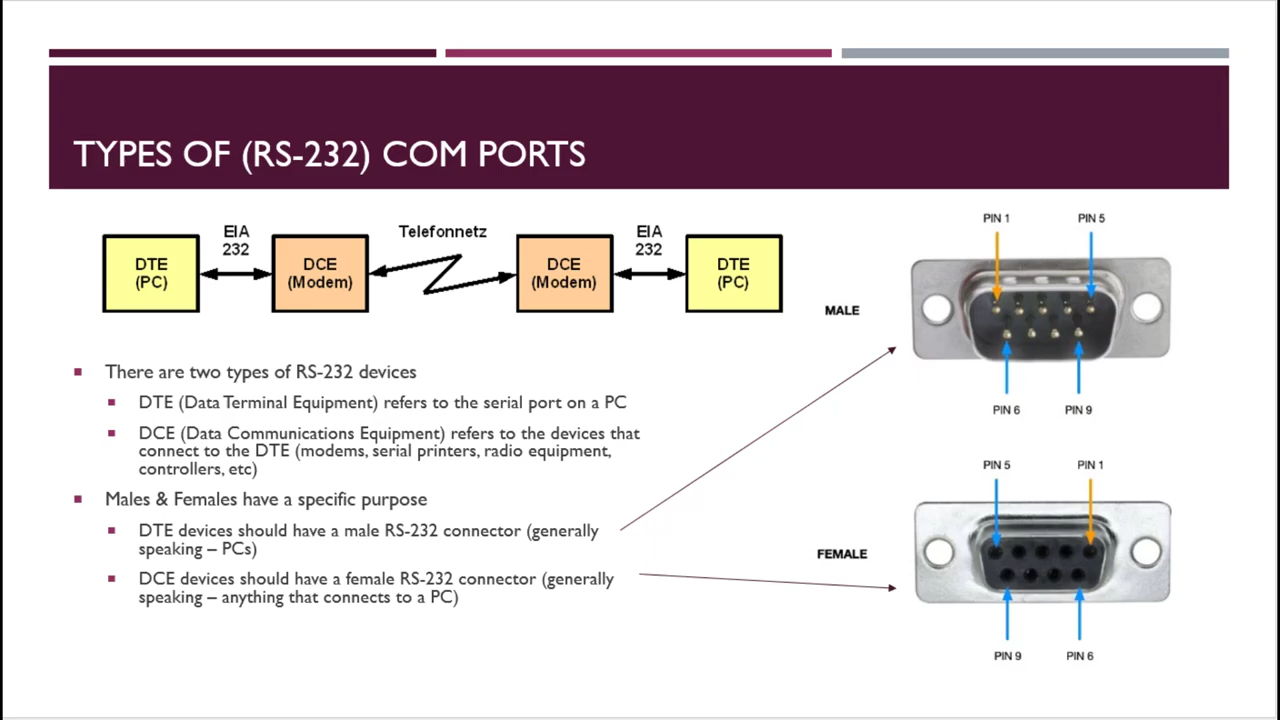 TYPES OF (RS-232) COM PORTS
EIA
232
Telefonnetz
EIA
232
DTE
(PC)
DCE
(Modem)
DCE
(Modem)
DTE
(PC)
There are two types of RS-232 devices
DTE (Data Terminal Equipment) refers to the serial port on a PC
DCE (Data Communications Equipment) refers to the devices that
connect to the DTE (modems, serial printers, radio equipment,
controllers, etc)
Males & Females have a specific purpose
DTE devices should have a male RS-232 connector (generally
speaking – PCs)
DCE devices should have a female RS-232 connector (generally
speaking – anything that connects to a PC)
PIN 1
PIN 5
MALE
PIN 6
PIN 9
PIN 5
PIN 1
FEMALE
PIN 9
PIN 6